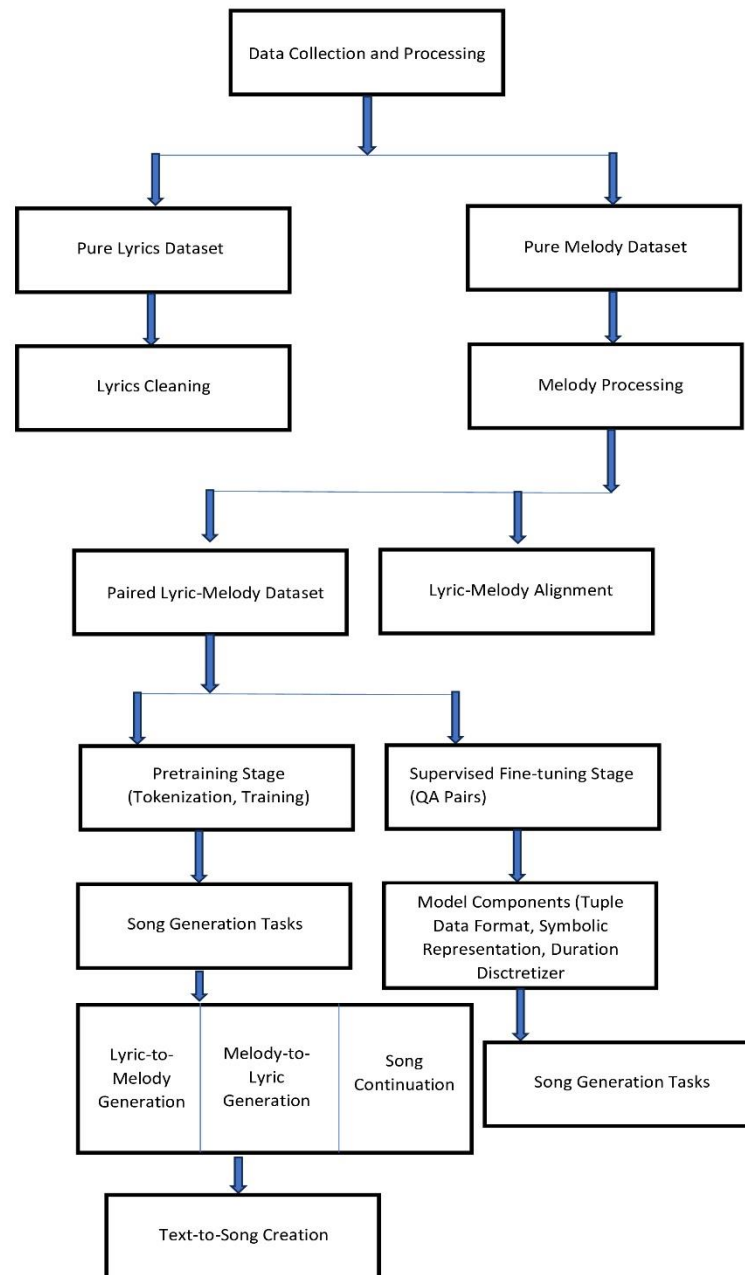 Data Collection and Processing
Pure Lyrics Dataset
Pure Melody Dataset
Lyrics Cleaning
Melody Processing
Paired Lyric-Melody Dataset
Lyric-Melody Alignment
Pretraining Stage
(Tokenization, Training)
Supervised Fine-tuning Stage
(QA Pairs)
Song Generation Tasks
Model Components (Tuple
Data Format, Symbolic
Representation, Duration
Disctretizer
Lyric-to-
Melody
Generation
Melody-to-
Lyric
Generation
Song
Continuation
Song Generation Tasks
Text-to-Song Creation